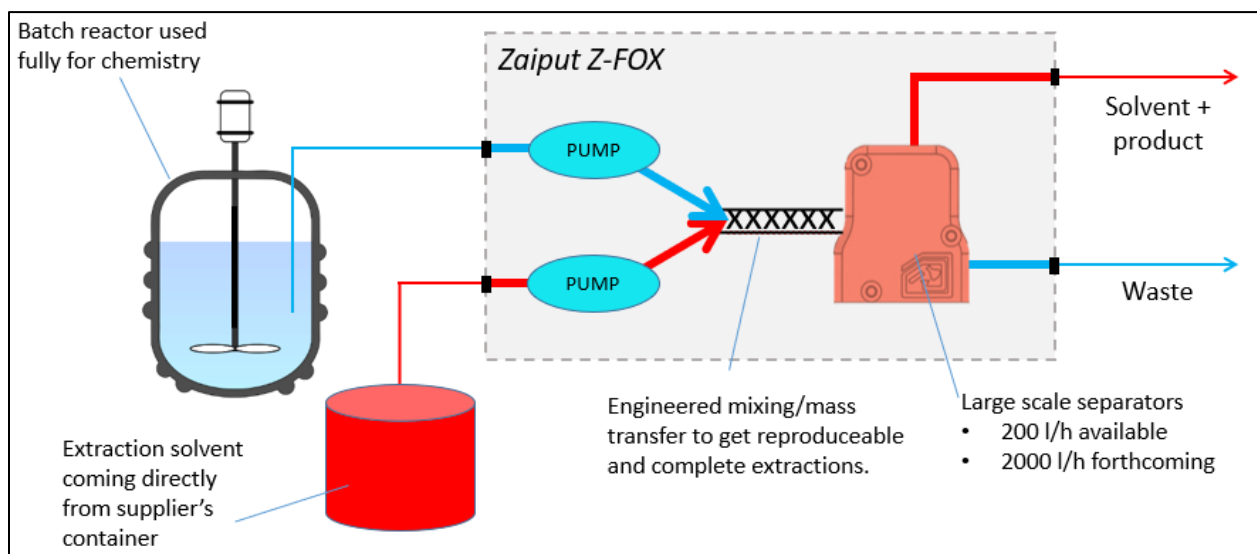 Batch reactor used
fully for chemistry
Zaiput Z-FOX
PUMP
PUMP
XXXXXX
Solvent +
product
Waste
Extraction solvent
coming directly
from supplier's
container
Engineered mixing/mass
transfer to get reproduceable
and complete extractions.
Large scale separators
• 200 l/h available
• 2000 l/h forthcoming